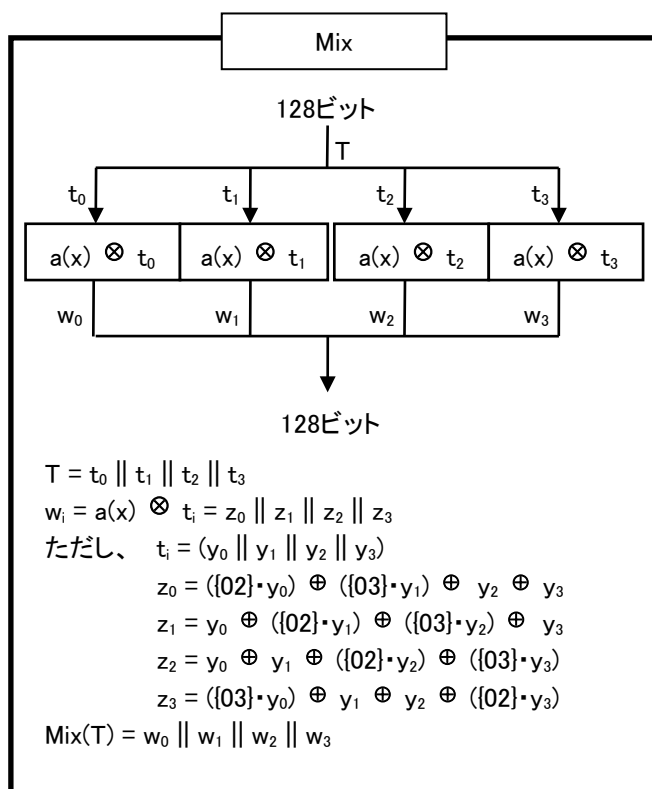 Mix
128ビット
T
t₀ t₁ t₂ t₃
a(x) ⊗ t₀ a(x) ⊗ t₁ a(x) ⊗ t₂ a(x) ⊗ t₃
w₀ w₁ w₂ w₃
128ビット
T = t₀ || t₁ || t₂ || t₃
wᵢ = a(x) ⊗ tᵢ = z₀ || z₁ || z₂ || z₃
ただし、 tᵢ = (y₀ || y₁ || y₂ || y₃)
z₀ = ({02}・y₀) ⊕ ({03}・y₁) ⊕ y₂ ⊕ y₃
z₁ = y₀ ⊕ ({02}・y₁) ⊕ ({03}・y₂) ⊕ y₃
z₂ = y₀ ⊕ y₁ ⊕ ({02}・y₂) ⊕ ({03}・y₃)
z₃ = ({03}・y₀) ⊕ y₁ ⊕ y₂ ⊕ ({02}・y₃)
Mix(T) = w₀ || w₁ || w₂ || w₃